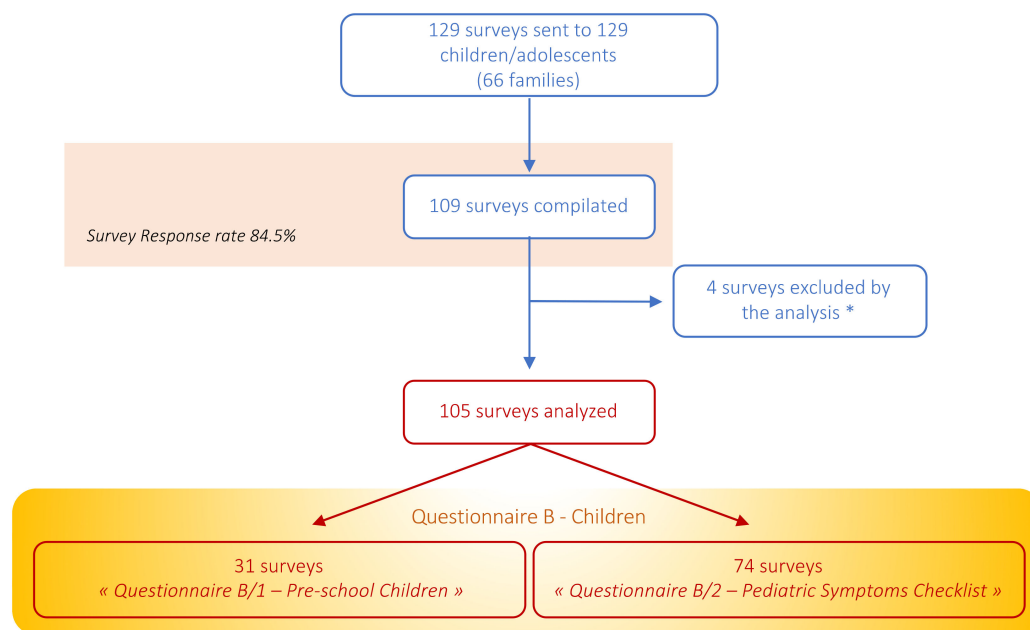 129 surveys sent to 129
children/adolescents
(66 families)
109 surveys compilated
Survey Response rate 84.5%
4 surveys excluded by
the analysis *
105 surveys analyzed
Questionnaire B - Children
31 surveys
« Questionnaire B/1 – Pre-school Children »
74 surveys
« Questionnaire B/2 – Pediatric Symptoms Checklist »